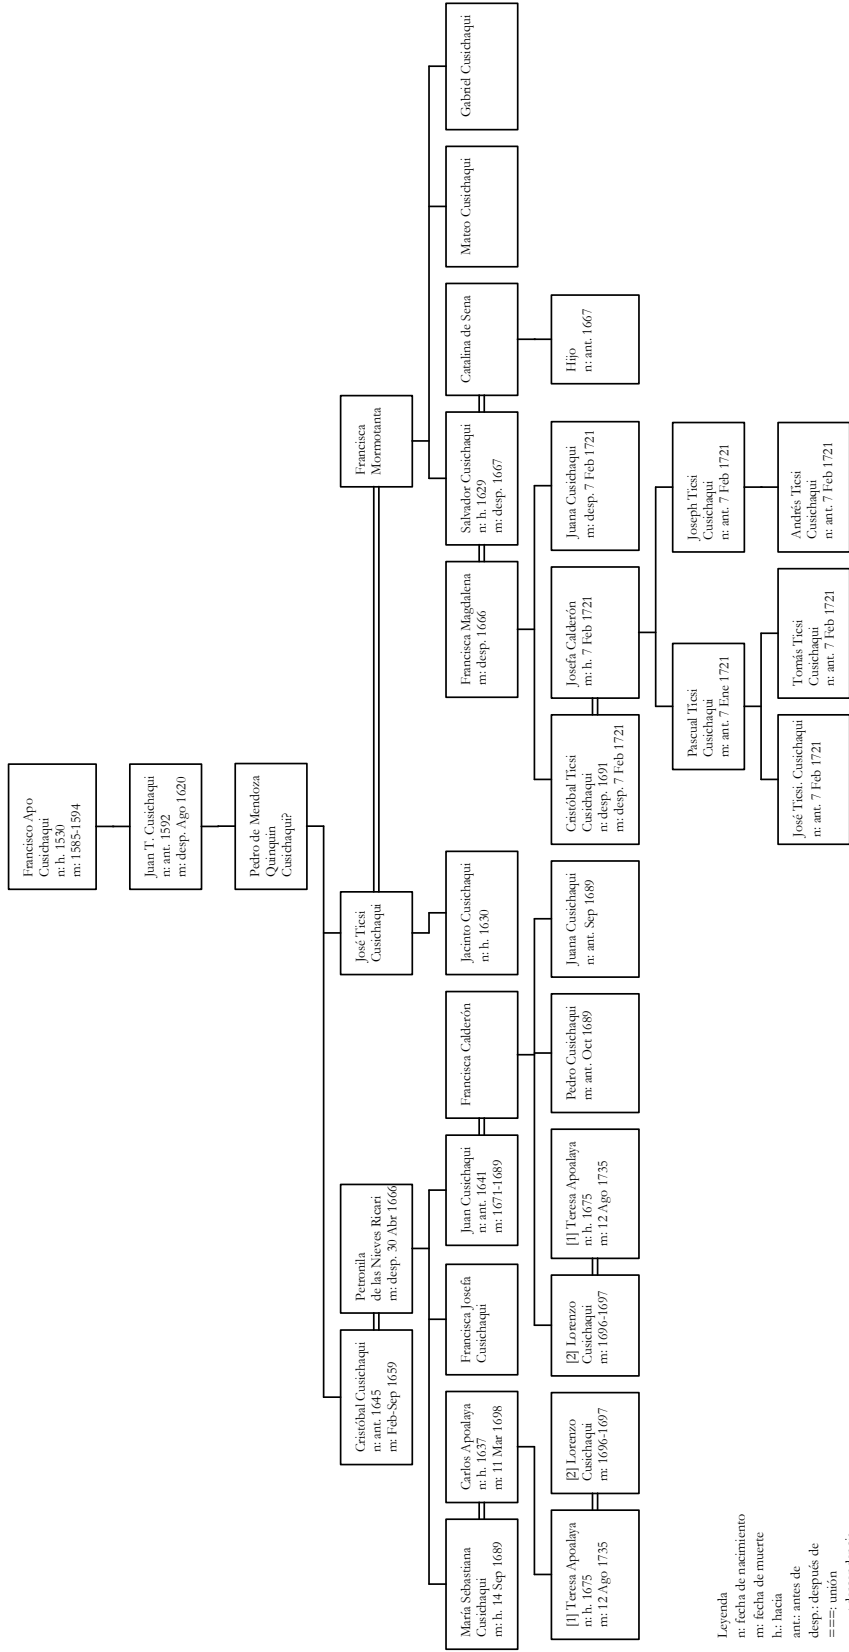 Francisco Apo
Cusichaqui
n: h. 1530
m: 1585-1594
Juan T. Cusichaqui
n: ant. 1592
m: desp. Ago 1620
Pedro de Mendoza
Quinquin
Cusichaqui?
Cristóbal Cusichaqui
n: ant. 1645
m: Feb-Sep 1659
Petronila
de las Nieves Ricari
m: desp. 30 Abr 1666
José Ticsi
Cusichaqui
Francisca
Mormotanta
María Sebastiana
Cusichaqui
m: h. 14 Sep 1689
Carlos Apoalaya
n: h. 1637
m: 11 Mar 1698
Francisca Josefa
Cusichaqui
Juan Cusichaqui
n: ant. 1641
m: 1671-1689
Francisca Calderón
Jacinto Cusichaqui
n: h. 1630
Francisca Magdalena
m: desp. 1666
Salvador Cusichaqui
n: h. 1629
m: desp. 1667
Catalina de Sena
Mateo Cusichaqui
Gabriel Cusichaqui
[1] Teresa Apoalaya
n: h. 1675
m: 12 Ago 1735
[2] Lorenzo
Cusichaqui
m: 1696-1697
[2] Lorenzo
Cusichaqui
m: 1696-1697
[1] Teresa Apoalaya
n: h. 1675
m: 12 Ago 1735
Pedro Cusichaqui
m: ant. Oct 1689
Juana Cusichaqui
n: ant. Sep 1689
Cristóbal Ticsi
Cusichaqui
n: desp. 1691
m: desp. 7 Feb 1721
Josefa Calderón
m: h. 7 Feb 1721
Juana Cusichaqui
m: desp. 7 Feb 1721
Hijo
n: ant. 1667
Pascual Ticsi
Cusichaqui
m: ant. 7 Ene 1721
Joseph Ticsi
Cusichaqui
n: ant. 7 Feb 1721
José Ticsi. Cusichaqui
n: ant. 7 Feb 1721
Tomás Ticsi
Cusichaqui
n: ant. 7 Feb 1721
Andrés Ticsi
Cusichaqui
n: ant. 7 Feb 1721
Leyenda
n: fecha de nacimiento
m: fecha de muerte
h.: hacia
ant.: antes de
desp.: después de
===: unión